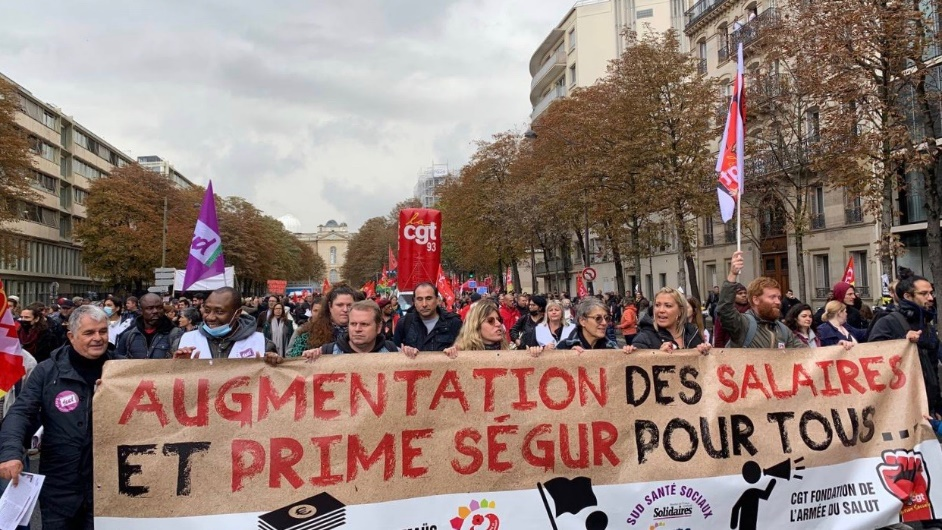 cgt
93
AUGMENTATION DES SALAIRES
ET PRIME SÉGUR POUR TOUS...
SUD SANTÉ SOCIAUX
Solidaires
CGT FONDATION DE
L'ARMÉE DU SALUT
cgt